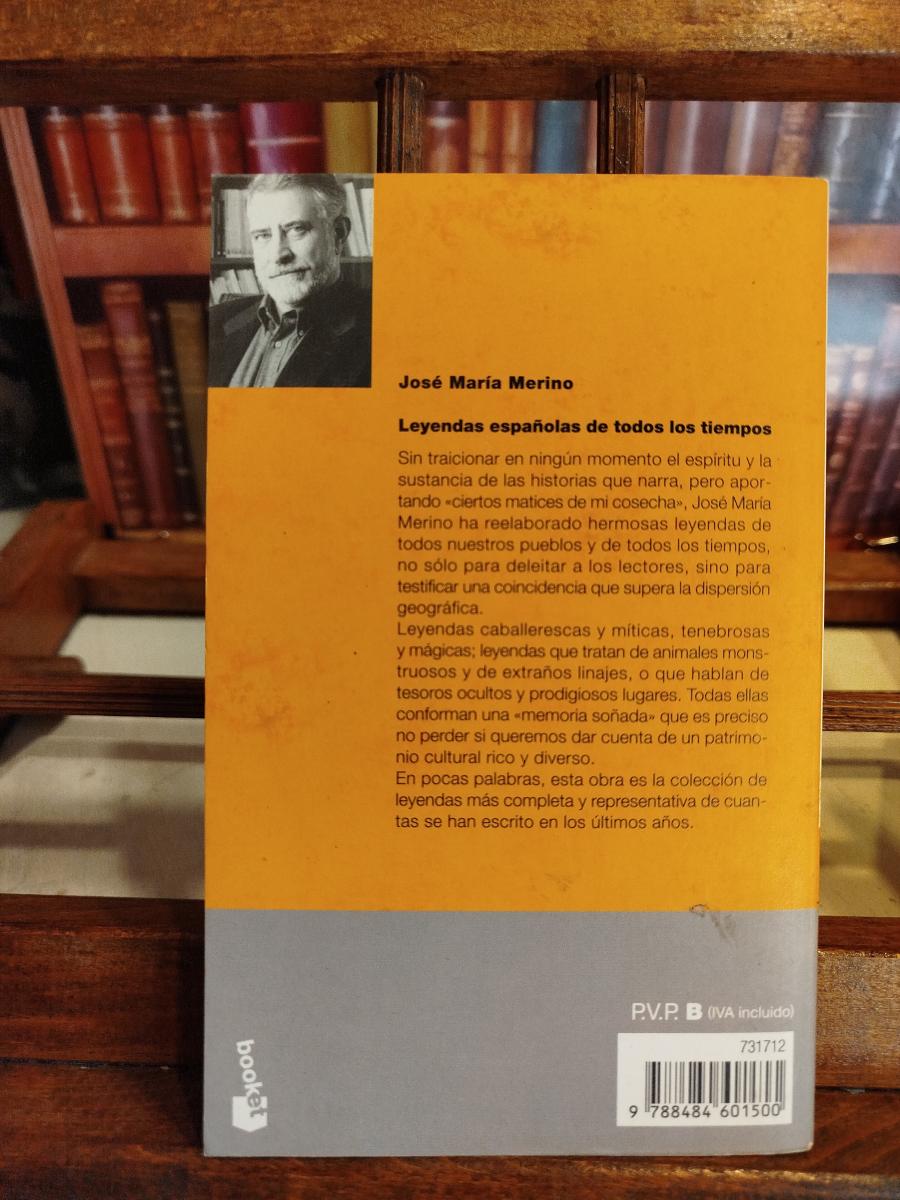 José María Merino
Leyendas españolas de todos los tiempos
Sin traicionar en ningún momento el espíritu y la
sustancia de las historias que narra, pero apor-
tando «ciertos matices de mi cosecha», José María
Merino ha reelaborado hermosas leyendas de
todos nuestros pueblos y de todos los tiempos,
no sólo para deleitar a los lectores, sino para
testificar una coincidencia que supera la dispersión
geográfica.
Leyendas caballerescas y míticas, tenebrosas
y mágicas; leyendas que tratan de animales mons-
truosos y de extraños linajes, o que hablan de
tesoros ocultos y prodigiosos lugares. Todas ellas
conforman una «memoria soñada» que es preciso
no perder si queremos dar cuenta de un patrimo-
nio cultural rico y diverso.
En pocas palabras, esta obra es la colección de
leyendas más completa y representativa de cuan-
tas se han escrito en los últimos años.
P.V.P. B (IVA incluido)
731712
9 788484 601500
booket